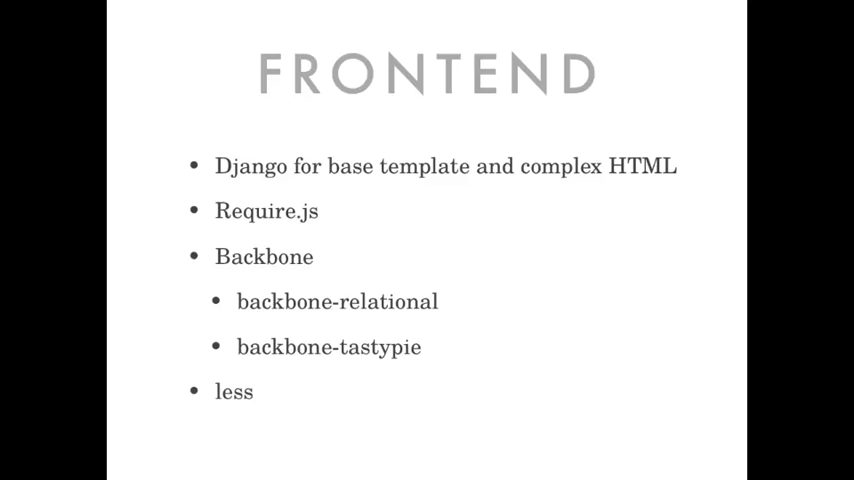 FRONTEND
• Django for base template and complex HTML
• Require.js
• Backbone
• backbone-relational
• backbone-tastypie
• less